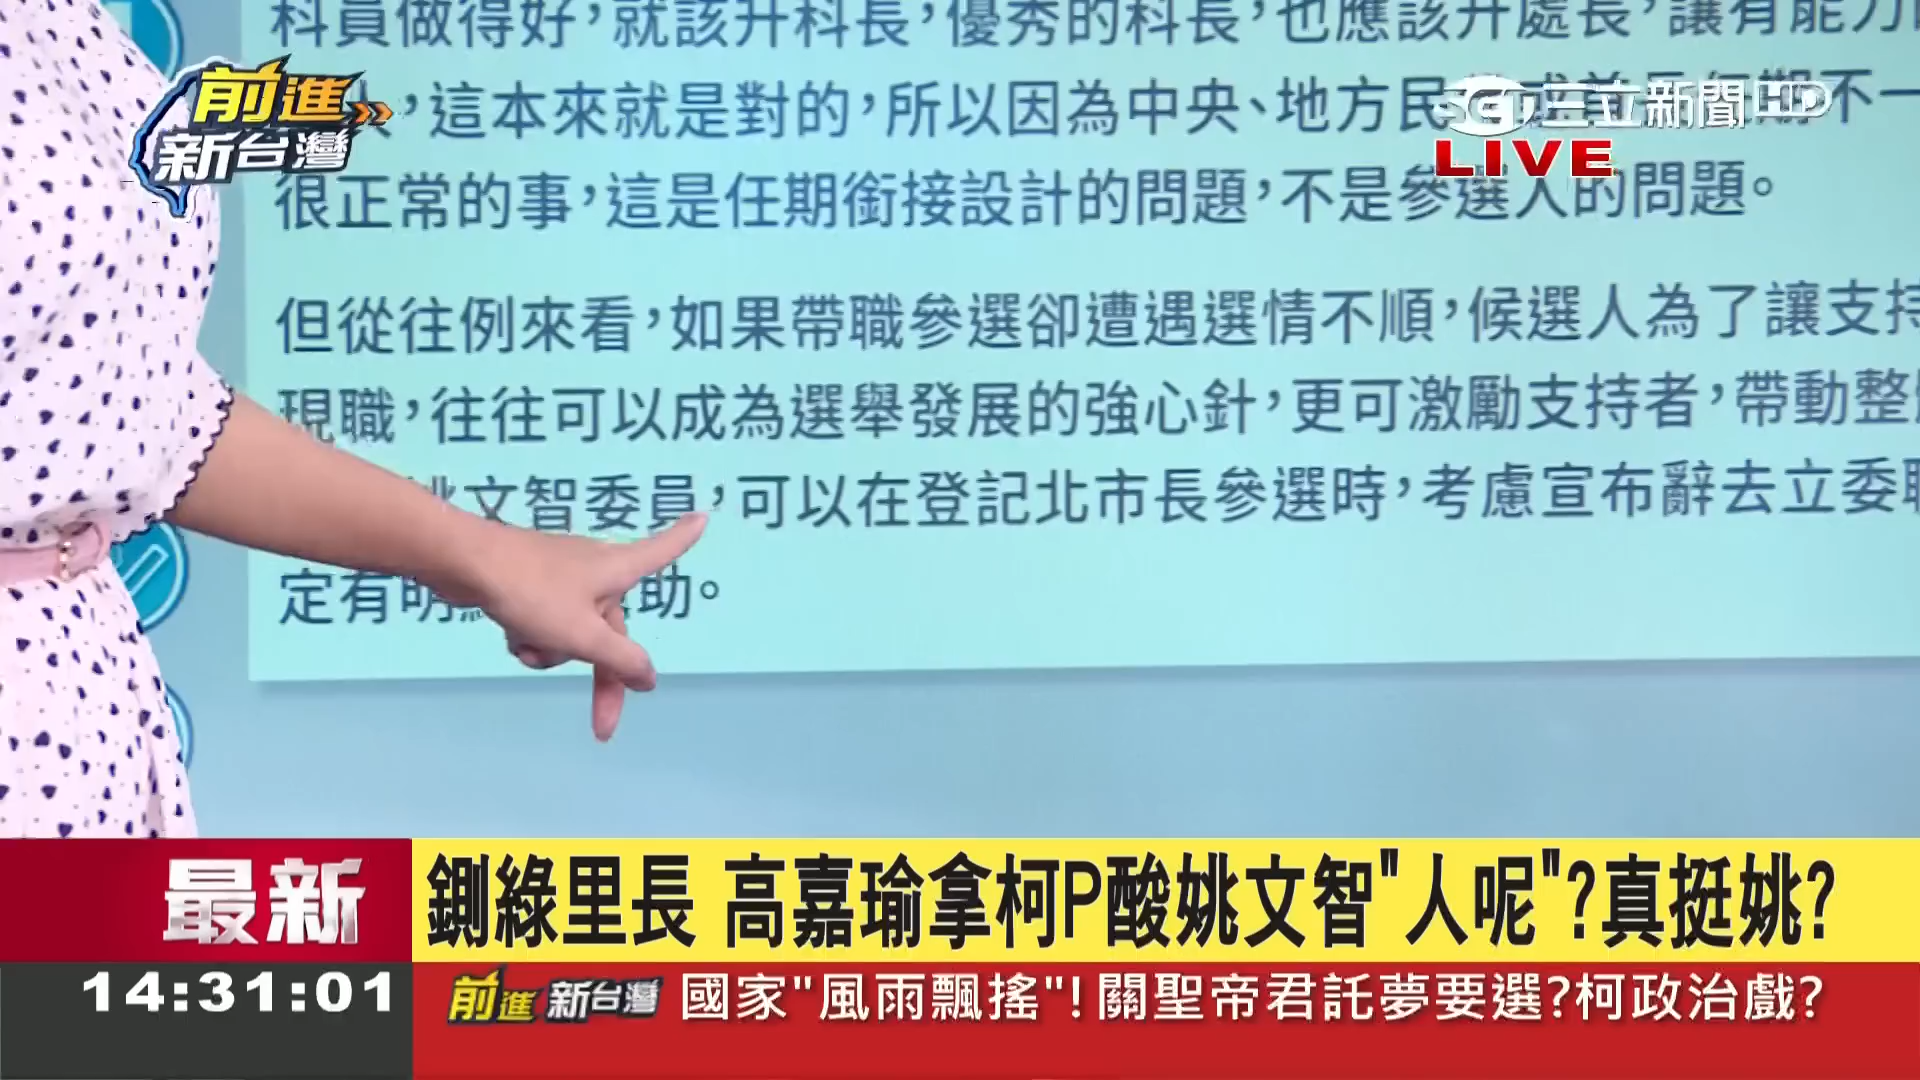 科員做得好，就該升科長，優秀的科長，也應該升處長，讓有能力
前進
新台灣
，這本來就是對的，所以因為中央、地方民 不一
三立新聞HD
LIVE
很正常的事，這是任期銜接設計的問題，不是參選人的問題。
但從往例來看，如果帶職參選卻遭遇選情不順，候選人為了讓支持
現職，往往可以成為選舉發展的強心針，更可激勵支持者，帶動整
姚文智委員，可以在登記北市長參選時，考慮宣布辭去立委職
定有明 助。
最新
鍘綠里長 高嘉瑜拿柯P酸姚文智"人呢"?真挺姚?
14:31:01
前進新台灣 國家"風雨飄搖"!關聖帝君託夢要選?柯政治戲?